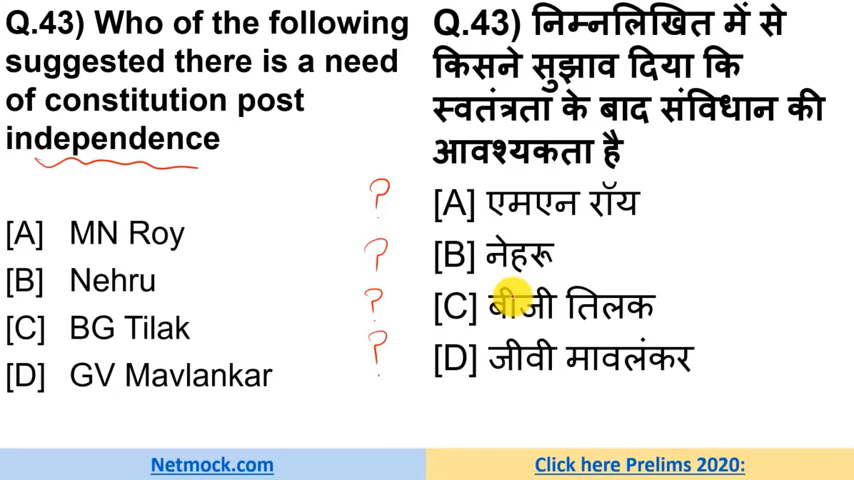 Q.43) Who of the following
suggested there is a need
of constitution post
independence
[A] MN Roy
[B] Nehru
[C] BG Tilak
[D] GV Mavlankar
?
?
?
?
Q.43) निम्नलिखित में से
किसने सुझाव दिया कि
स्वतंत्रता के बाद संविधान की
आवश्यकता है
[A] एमएन रॉय
[B] नेहरू
[C] बीजी तिलक
[D] जीवी मावलंकर
Netmock.com
Click here Prelims 2020: